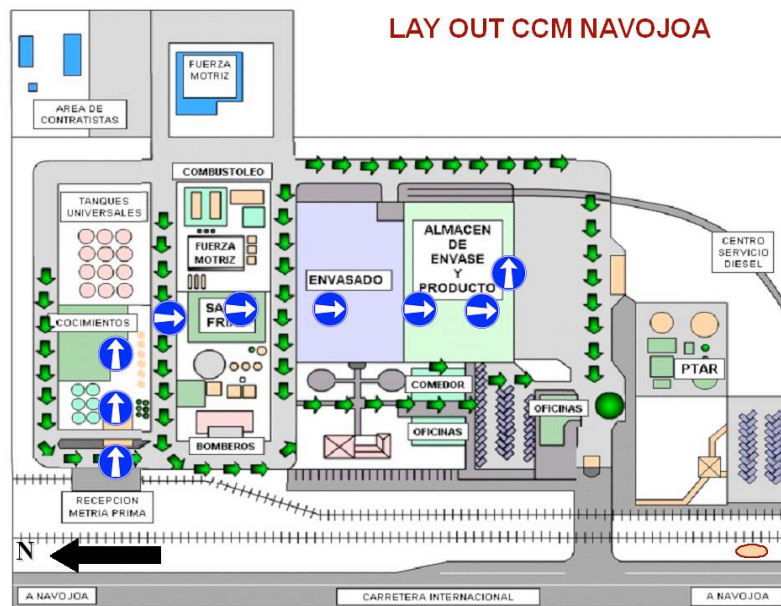 LAY OUT CCM NAVOJOA
FUERZA
MOTRIZ
AREA DE
CONTRATISTAS
COMBUSTOLEO
TANQUES
UNIVERSALES
FUERZA
MOTRIZ
ALMACEN
DE
ENVASE
Y
PRODUCTO
ENVASADO
CENTRO
SERVICIO
DIESEL
COCIMIENTOS
PTAR
COMEDOR
OFICINAS
OFICINAS
BOMBEROS
RECEPCION
METRIA PRIMA
N
A NAVOJOA
CARRETERA INTERNACIONAL
A NAVOJOA